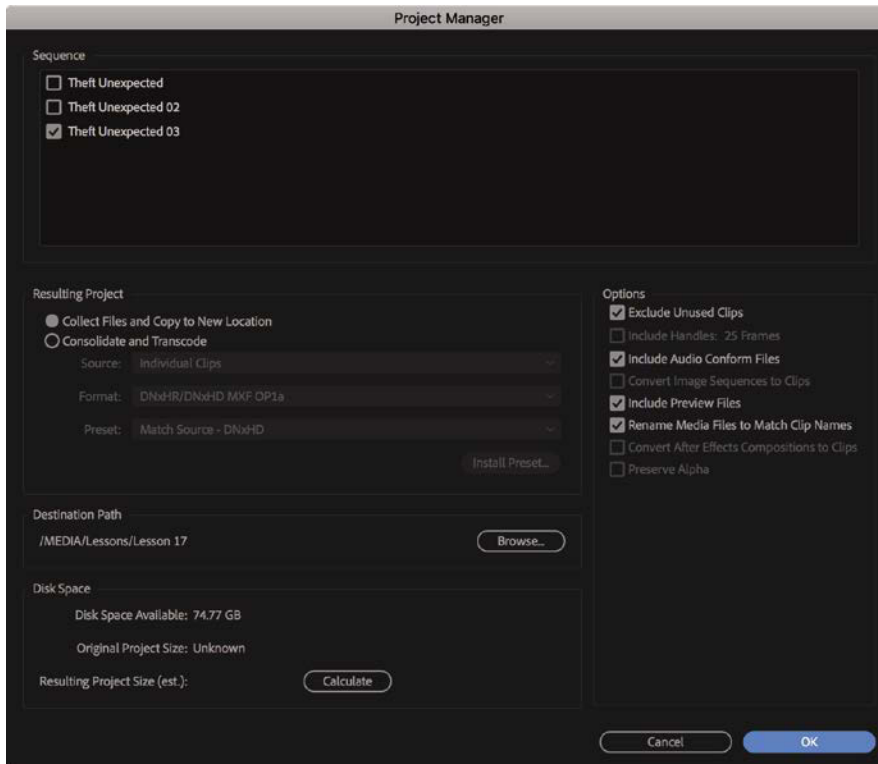 Project Manager
Sequence
Theft Unexpected
Theft Unexpected 02
Theft Unexpected 03
Resulting Project
Collect Files and Copy to New Location
Consolidate and Transcode
Source: Individual Clips
Format: DNxHR/DNxHD MXF OP1a
Preset: Match Source - DNxHD
Install Preset...
Options
Exclude Unused Clips
Include Handles: 25 Frames
Include Audio Conform Files
Convert Image Sequences to Clips
Include Preview Files
Rename Media Files to Match Clip Names
Convert After Effects Compositions to Clips
Preserve Alpha
Destination Path
/MEDIA/Lessons/Lesson 17
Browse...
Disk Space
Disk Space Available: 74.77 GB
Original Project Size: Unknown
Resulting Project Size (est.):
Calculate
Cancel
OK